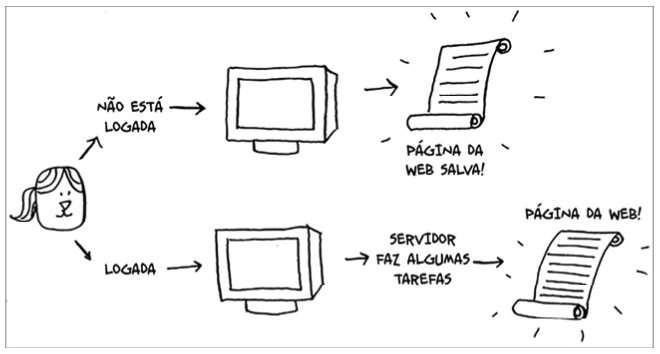 NÃO ESTÁ
LOGADA
PÁGINA DA
WEB SALVA!
LOGADA
SERVIDOR
FAZ ALGUMAS
TAREFAS
PÁGINA DA WEB!